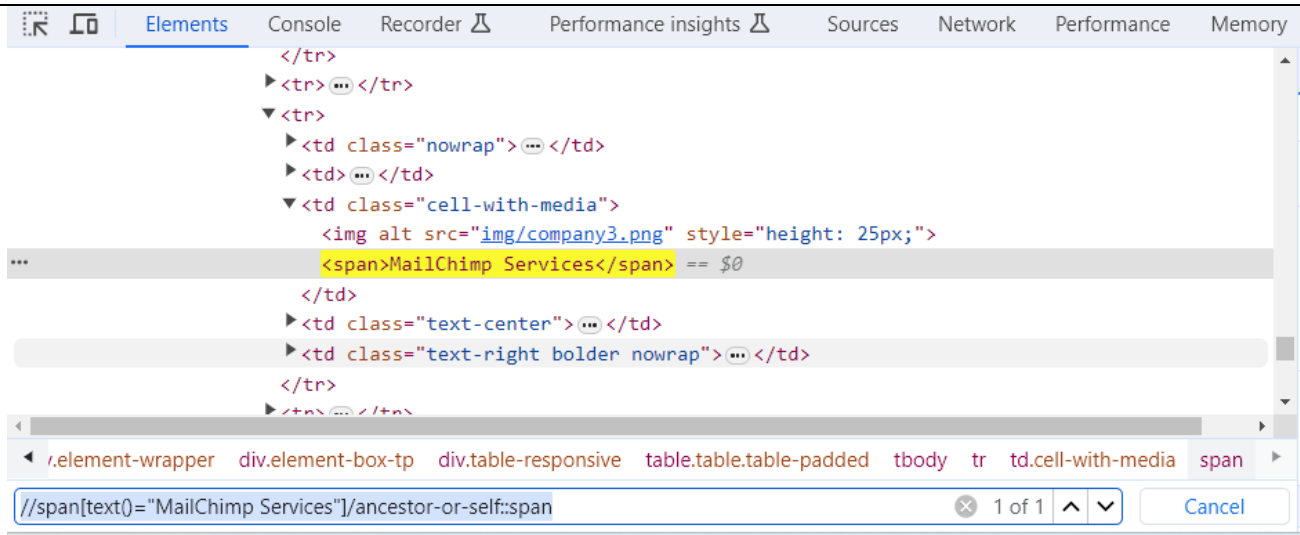 Elements Console Recorder Performance insights Sources Network Performance Memory
</tr>
<tr>…</tr>
<tr>
<td class="nowrap">…</td>
<td>…</td>
<td class="cell-with-media">
<img alt src="img/company3.png" style="height: 25px;">
… <span>MailChimp Services</span> == $0
</td>
<td class="text-center">…</td>
<td class="text-right bolder nowrap">…</td>
</tr>
<tr>…</tr>
.element-wrapper div.element-box-tp div.table-responsive table.table.table-padded tbody tr td.cell-with-media span
//span[text()="MailChimp Services"]/ancestor-or-self::span 1 of 1 Cancel